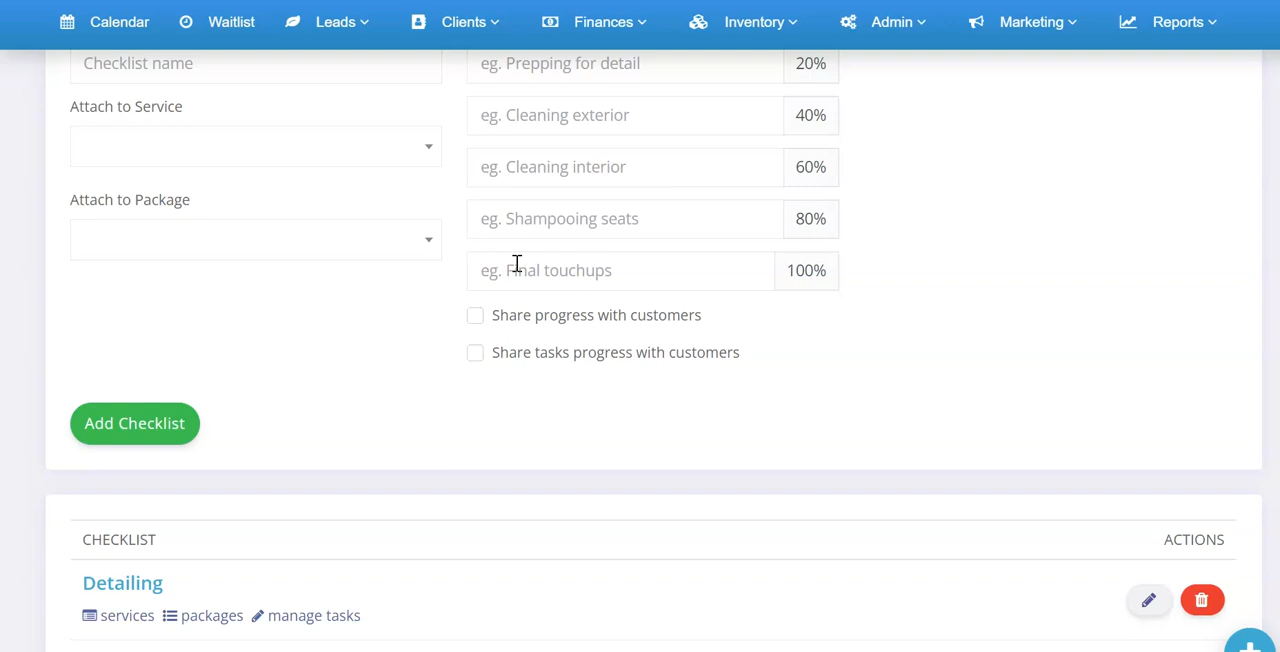 Calendar Waitlist Leads Clients Finances Inventory Admin Marketing Reports
Checklist name
Attach to Service
Attach to Package
eg. Prepping for detail 20%
eg. Cleaning exterior 40%
eg. Cleaning interior 60%
eg. Shampooing seats 80%
eg. Final touchups 100%
Share progress with customers
Share tasks progress with customers
Add Checklist
CHECKLIST ACTIONS
Detailing
services packages manage tasks